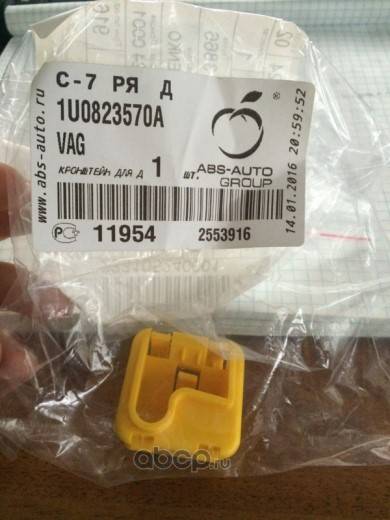 С-7 РЯ Д
1U0823570A
VAG
КРОНШТЕЙН ДЛЯ Д 1 ШТ.
ABS-AUTO
®
GROUP
www.abs-auto.ru
14.01.2016 20:59:52
РС
11954
2553916
abcp.ru